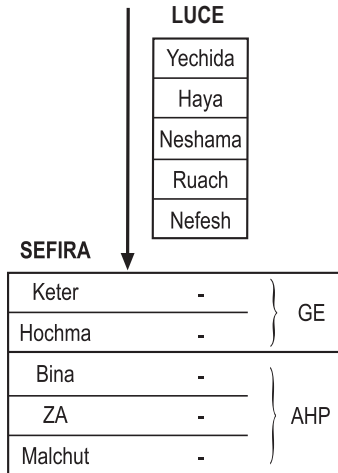 LUCE
Yechida
Haya
Neshama
Ruach
Nefesh
SEFIRA
Keter -
GE
Hochma -
Bina -
ZA -
AHP
Malchut -